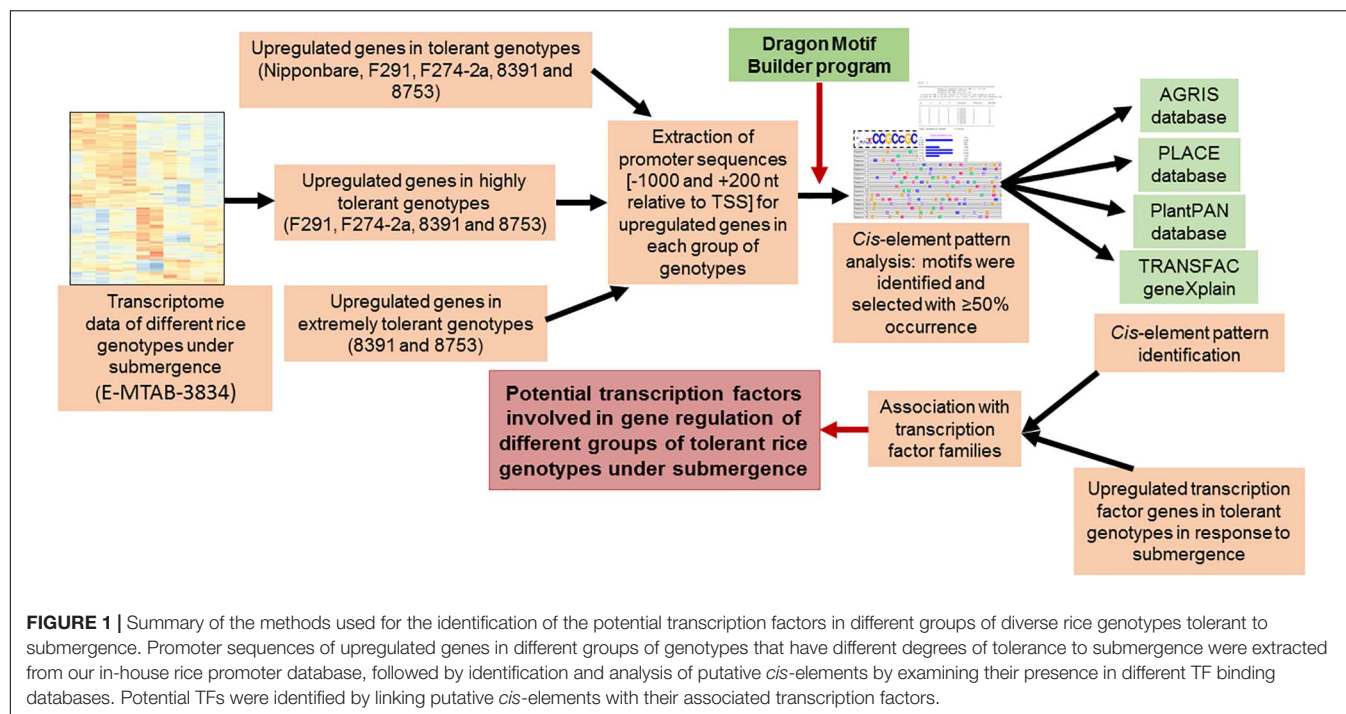 Upregulated genes in tolerant genotypes
(Nipponbare, F291, F274-2a, 8391 and
8753)
Dragon Motif
Builder program
Transcriptome
data of different rice
genotypes under
submergence
(E-MTAB-3834)
Upregulated genes in highly
tolerant genotypes
(F291, F274-2a, 8391 and 8753)
Upregulated genes in
extremely tolerant genotypes
(8391 and 8753)
Extraction of
promoter sequences
[-1000 and +200 nt
relative to TSS] for
upregulated genes in
each group of
genotypes
CCGCCGC
Cis-element pattern
analysis: motifs were
identified and
selected with ≥50%
occurrence
AGRIS
database
PLACE
database
PlantPAN
database
TRANSFAC
geneXplain
Cis-element pattern
identification
Upregulated transcription
factor genes in tolerant
genotypes in response to
submergence
Association with
transcription
factor families
Potential transcription factors
involved in gene regulation of
different groups of tolerant rice
genotypes under submergence
FIGURE 1 | Summary of the methods used for the identification of the potential transcription factors in different groups of diverse rice genotypes tolerant to
submergence. Promoter sequences of upregulated genes in different groups of genotypes that have different degrees of tolerance to submergence were extracted
from our in-house rice promoter database, followed by identification and analysis of putative cis-elements by examining their presence in different TF binding
databases. Potential TFs were identified by linking putative cis-elements with their associated transcription factors.